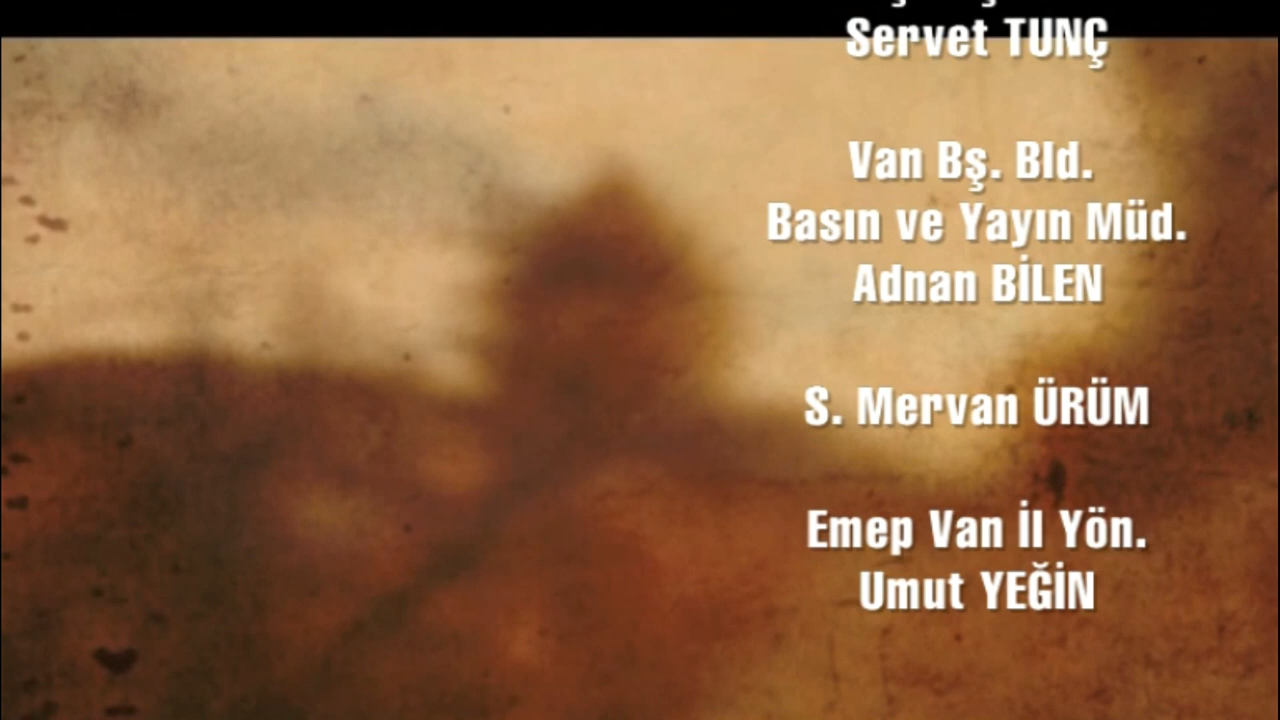 Servet TUNÇ
Van Bş. Bld.
Basın ve Yayın Müd.
Adnan BİLEN
S. Mervan ÜRÜM
Emep Van İl Yön.
Umut YEĞİN